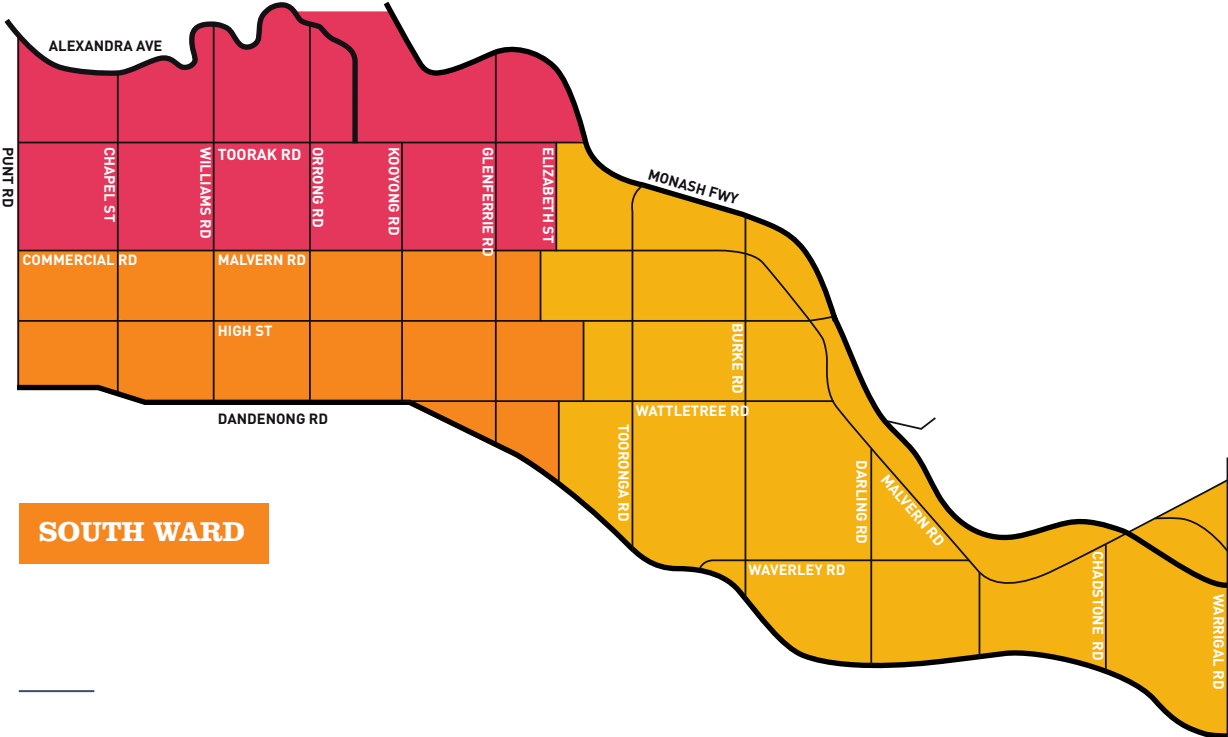 ALEXANDRA AVE
PUNT RD
CHAPEL ST
WILLIAMS RD
TOORAK RD
ORRONG RD
KOOYONG RD
GLENFERRIE RD
ELIZABETH ST
MONASH FWY
COMMERCIAL RD
MALVERN RD
HIGH ST
BURKE RD
DANDENONG RD
WATTLETREE RD
TOORONGA RD
DARLING RD
MALVERN RD
SOUTH WARD
WAVERLEY RD
CHADSTONE RD
WARRIGAL RD